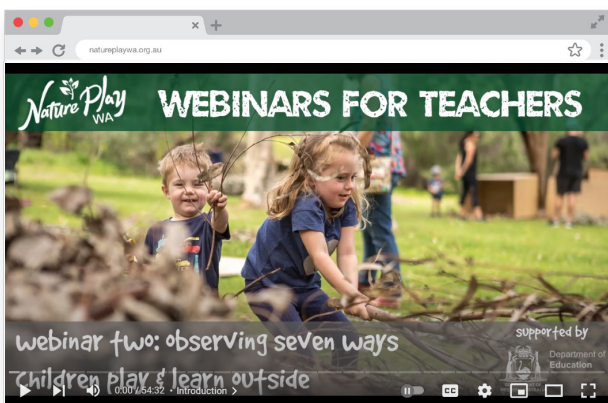 natureplaywa.org.au
Nature Play
WA
WEBINARS FOR TEACHERS
webinar two: observing seven ways
children play & learn outside
supported by
Department of
Education
0:00 / 54:32 • Introduction >
CC